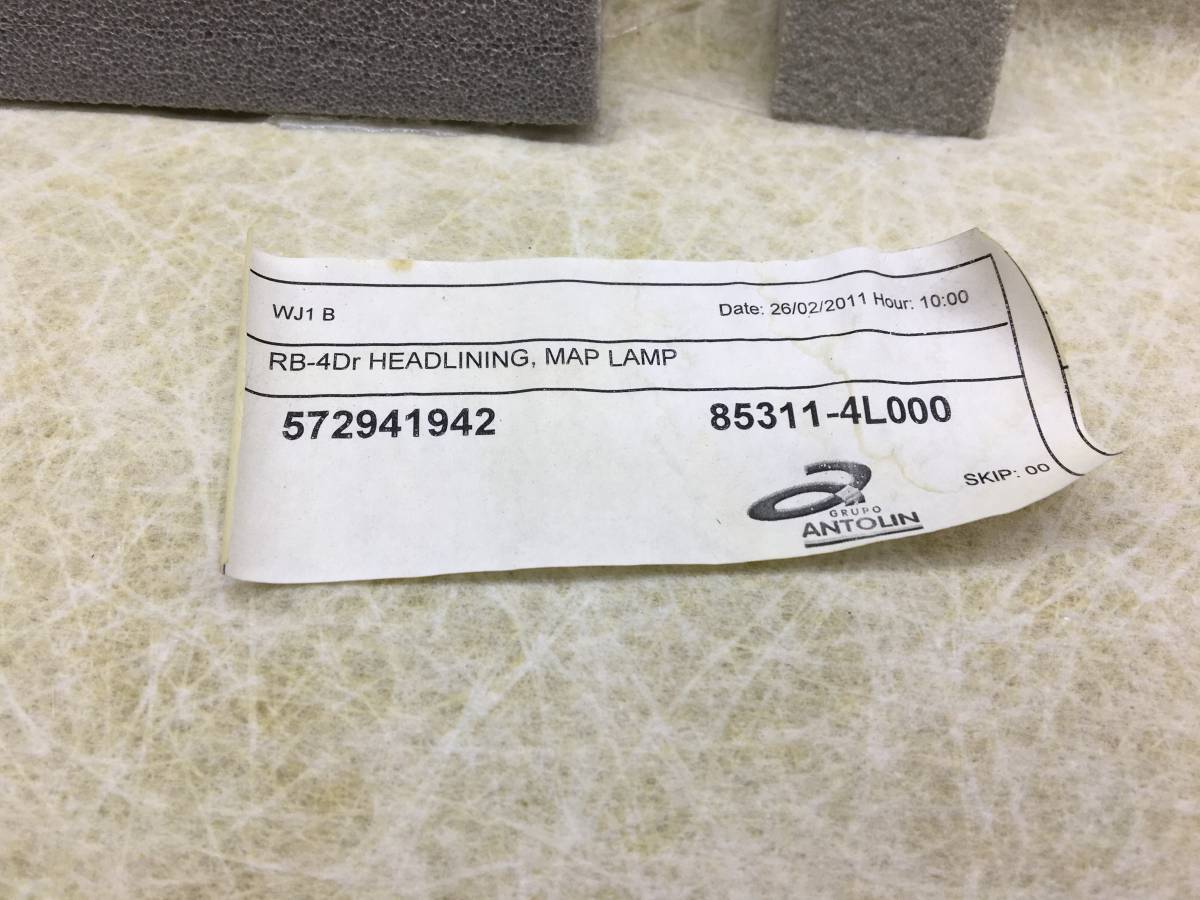 WJ1 B Date: 26/02/2011 Hour: 10:00
RB-4Dr HEADLINING, MAP LAMP
572941942 85311-4L000
SKIP: 00
GRUPO
ANTOLIN